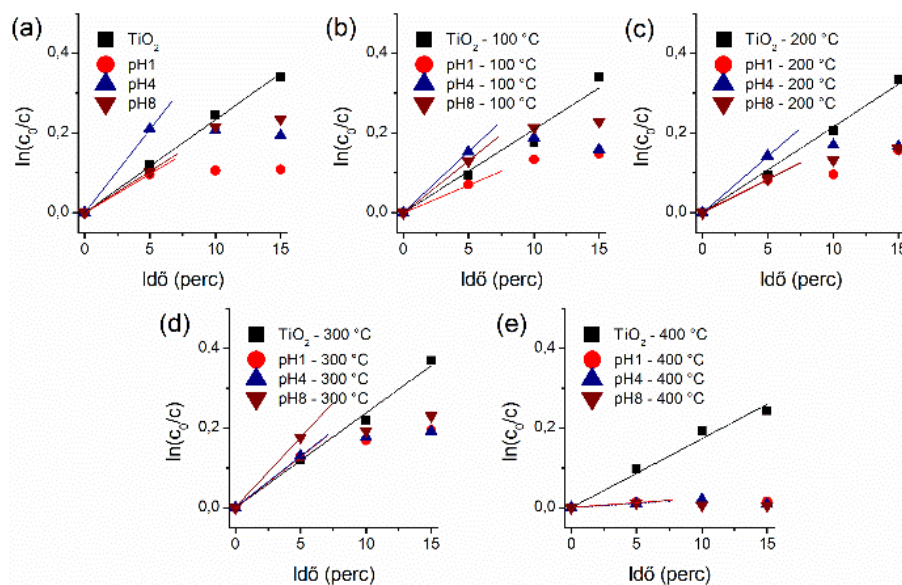 (a)
TiO₂
pH1
pH4
pH8
0,4
0,2
0,0
ln(c₀/c)
0 5 10 15
Idő (perc)
(b)
TiO₂ - 100 °C
pH1 - 100 °C
pH4 - 100 °C
pH8 - 100 °C
0,4
0,2
0,0
ln(c₀/c)
0 5 10 15
Idő (perc)
(c)
TiO₂ - 200 °C
pH1 - 200 °C
pH4 - 200 °C
pH8 - 200 °C
0,4
0,2
0,0
ln(c₀/c)
0 5 10 15
Idő (perc)
(d)
TiO₂ - 300 °C
pH1 - 300 °C
pH4 - 300 °C
pH8 - 300 °C
0,4
0,2
0,0
ln(c₀/c)
0 5 10 15
Idő (perc)
(e)
TiO₂ - 400 °C
pH1 - 400 °C
pH4 - 400 °C
pH8 - 400 °C
0,4
0,2
0,0
ln(c₀/c)
0 5 10 15
Idő (perc)